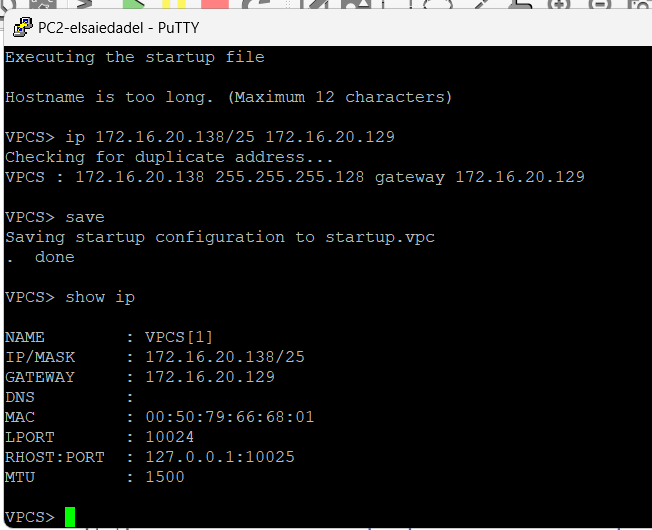 PC2-elsaiedadel - PuTTY
Executing the startup file
Hostname is too long. (Maximum 12 characters)
VPCS> ip 172.16.20.138/25 172.16.20.129
Checking for duplicate address...
VPCS : 172.16.20.138 255.255.255.128 gateway 172.16.20.129
VPCS> save
Saving startup configuration to startup.vpc
.  done
VPCS> show ip
NAME        : VPCS[1]
IP/MASK     : 172.16.20.138/25
GATEWAY     : 172.16.20.129
DNS         :
MAC         : 00:50:79:66:68:01
LPORT       : 10024
RHOST:PORT  : 127.0.0.1:10025
MTU         : 1500
VPCS>